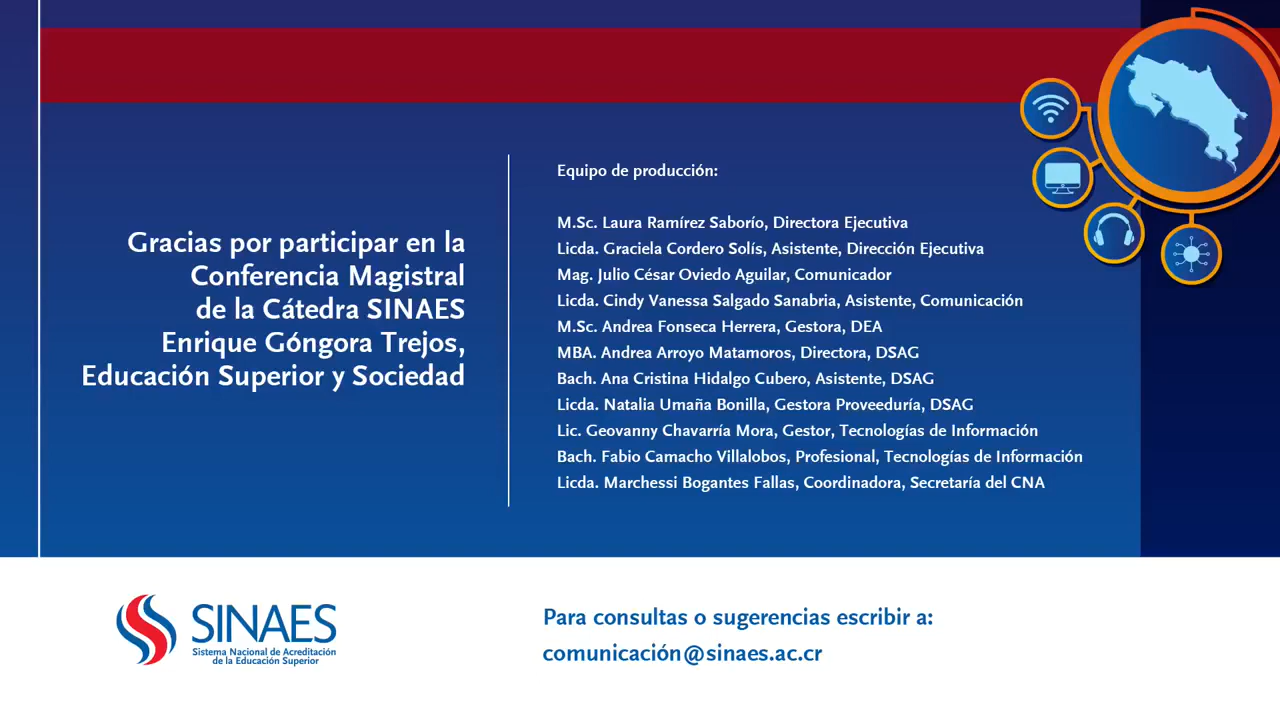 Gracias por participar en la
Conferencia Magistral
de la Cátedra SINAES
Enrique Góngora Trejos,
Educación Superior y Sociedad
Equipo de producción:
M.Sc. Laura Ramírez Saborío, Directora Ejecutiva
Licda. Graciela Cordero Solís, Asistente, Dirección Ejecutiva
Mag. Julio César Oviedo Aguilar, Comunicador
Licda. Cindy Vanessa Salgado Sanabria, Asistente, Comunicación
M.Sc. Andrea Fonseca Herrera, Gestora, DEA
MBA. Andrea Arroyo Matamoros, Directora, DSAG
Bach. Ana Cristina Hidalgo Cubero, Asistente, DSAG
Licda. Natalia Umaña Bonilla, Gestora Proveeduría, DSAG
Lic. Geovanny Chavarría Mora, Gestor, Tecnologías de Información
Bach. Fabio Camacho Villalobos, Profesional, Tecnologías de Información
Licda. Marchessi Bogantes Fallas, Coordinadora, Secretaría del CNA
SINAES
Sistema Nacional de Acreditación
de la Educación Superior
Para consultas o sugerencias escribir a:
comunicación@sinaes.ac.cr